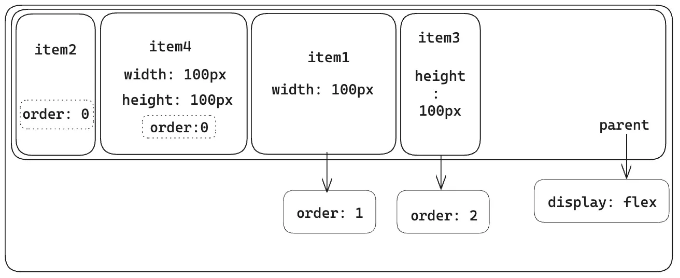 item2
order: 0
item4
width: 100px
height: 100px
order:0
item1
width: 100px
item3
height
:
100px
parent
order: 1
order: 2
display: flex